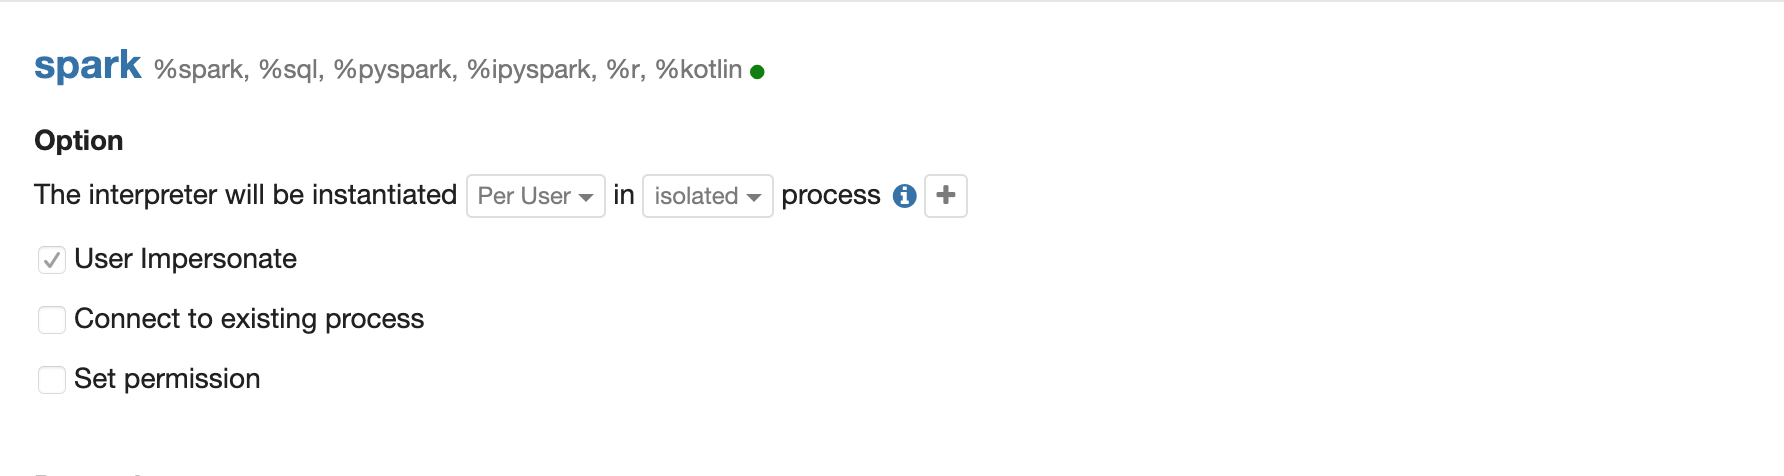 spark %spark, %sql, %pyspark, %ipyspark, %r, %kotlin
Option
The interpreter will be instantiated Per User in isolated process
User Impersonate
Connect to existing process
Set permission